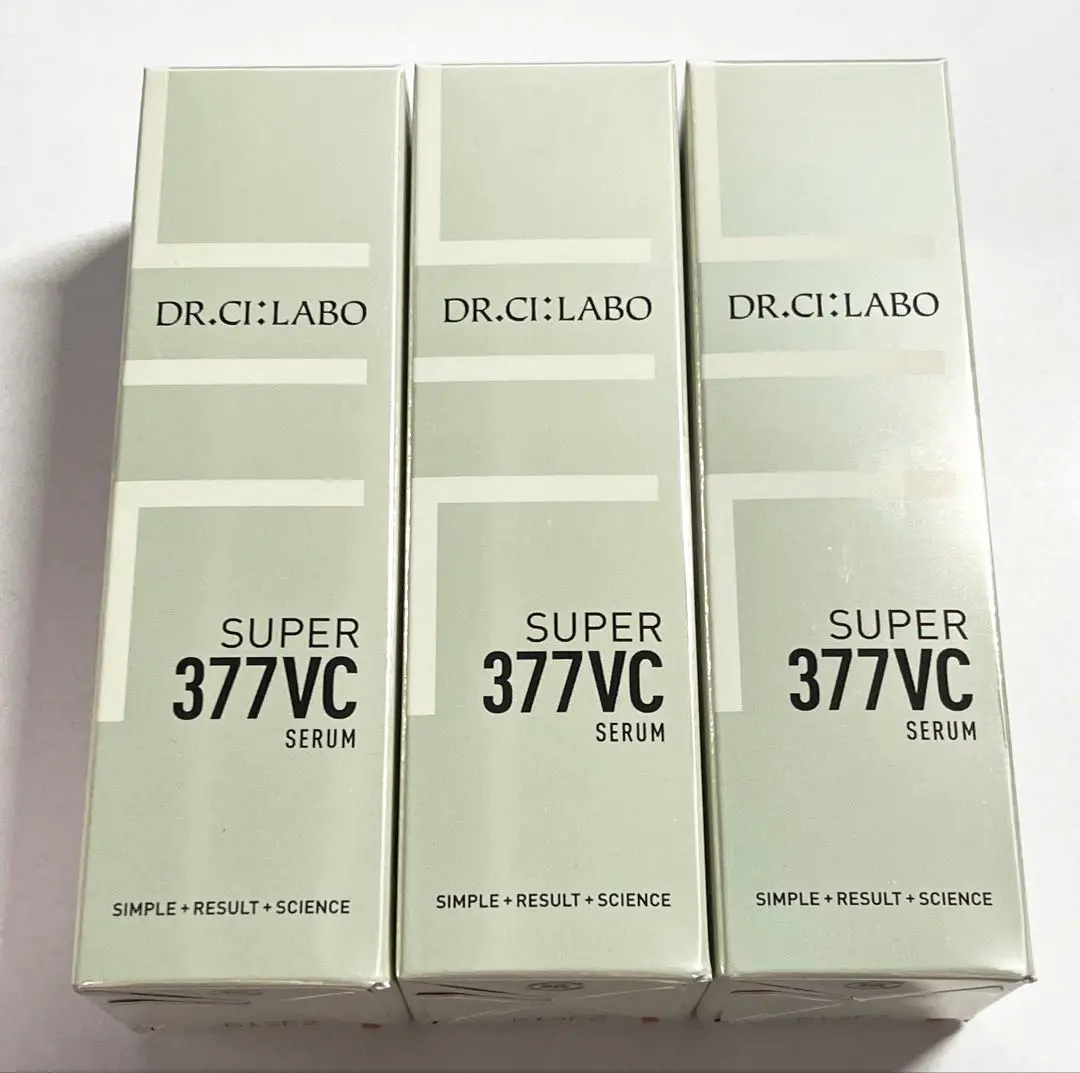 DR.CI:LABO
SUPER
377VC
SERUM
SIMPLE+RESULT+SCIENCE
DR.CI:LABO
SUPER
377VC
SERUM
SIMPLE+RESULT+SCIENCE
DR.CI:LABO
SUPER
377VC
SERUM
SIMPLE+RESULT+SCIENCE